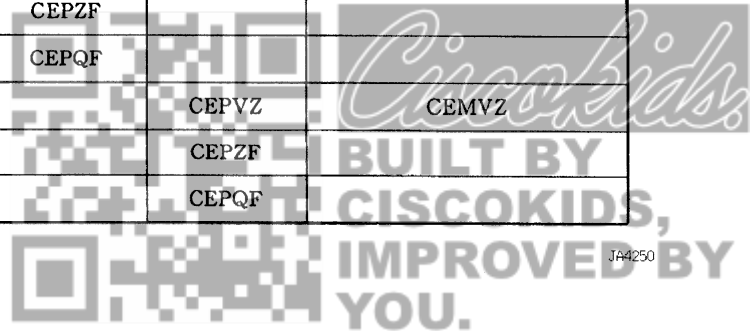 CEPZF
CEPQF
Ciscokids.
CEPVZ CEMVZ
CEPZF
BUILT BY
CEPQF
CISCOKIDS,
JA4250
IMPROVED BY
YOU.